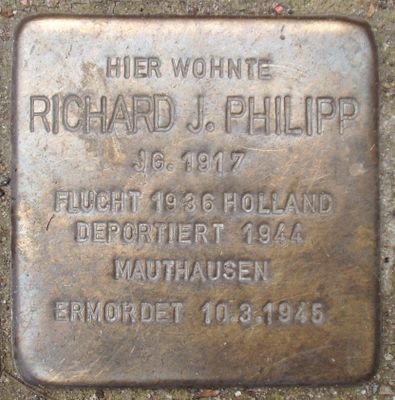 HIER WOHNTE
RICHARD J. PHILIPP
JG. 1917
FLUCHT 1936 HOLLAND
DEPORTIERT 1944
MAUTHAUSEN
ERMORDET 10.3.1945